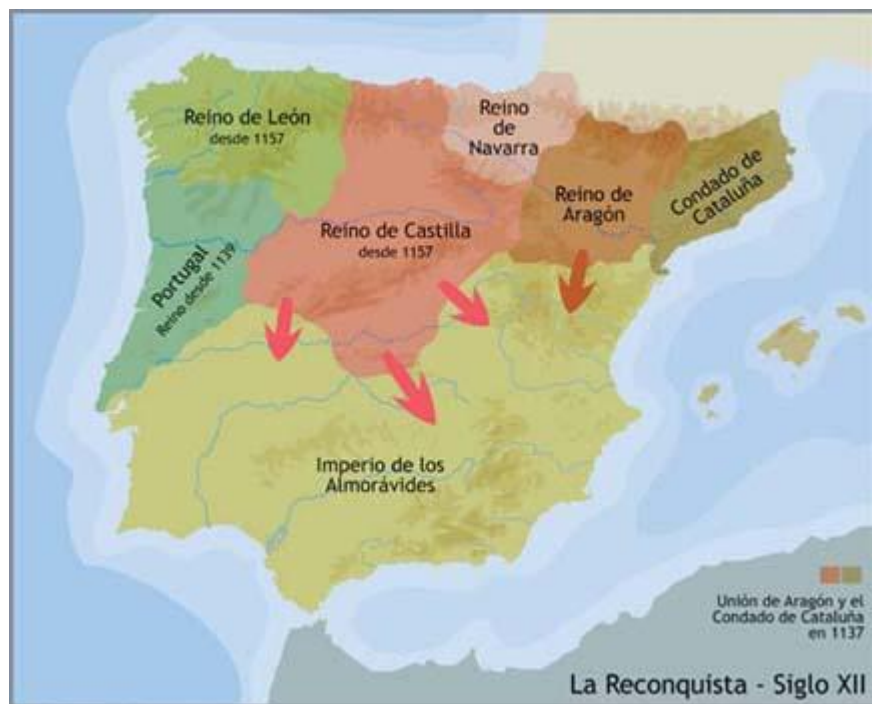 Reino de León
desde 1157
Reino
de
Navarra
Reino de
Aragón
Condado de
Cataluña
Reino de Castilla
desde 1157
Portugal
Reino desde 1139
Imperio de los
Almorávides
Unión de Aragón y el
Condado de Cataluña
en 1137
La Reconquista - Siglo XII